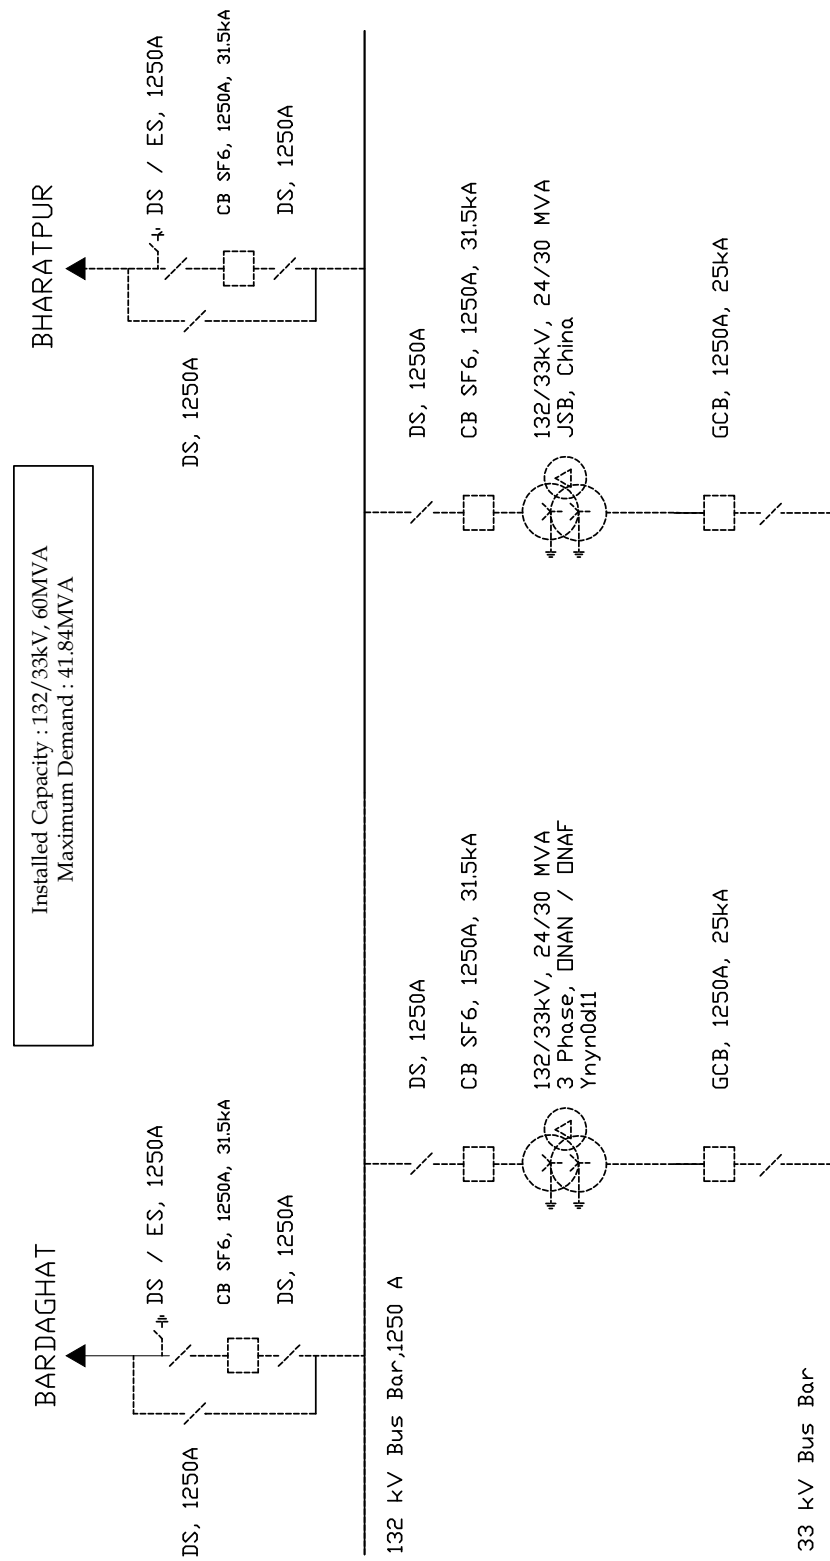 Installed Capacity : 132/33kV, 60MVA
Maximum Demand : 41.84MVA
BARDAGHAT
DS / ES, 1250A
DS, 1250A
CB SF6, 1250A, 31.5kA
DS, 1250A
BHARATPUR
DS / ES, 1250A
DS, 1250A
CB SF6, 1250A, 31.5kA
DS, 1250A
132 kV Bus Bar,1250 A
DS, 1250A
CB SF6, 1250A, 31.5kA
132/33kV, 24/30 MVA
3 Phase, ONAN / ONAF
Ynyn0d11
GCB, 1250A, 25kA
DS, 1250A
CB SF6, 1250A, 31.5kA
132/33kV, 24/30 MVA
JSB, China
GCB, 1250A, 25kA
33 kV Bus Bar